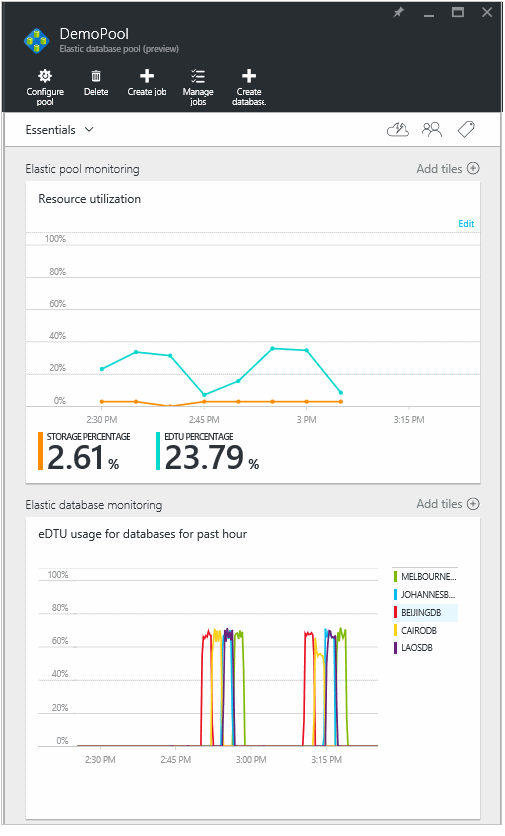 DemoPool
Elastic database pool (preview)
Configure pool
Delete
Create job
Manage jobs
Create database.
Essentials
Elastic pool monitoring
Add tiles
Resource utilization
Edit
100%
80%
60%
40%
20%
0%
2:30 PM
2:45 PM
3 PM
3:15 PM
STORAGE PERCENTAGE
2.61 %
EDTU PERCENTAGE
23.79 %
Elastic database monitoring
Add tiles
eDTU usage for databases for past hour
100%
80%
60%
40%
20%
0%
2:30 PM
2:45 PM
3:00 PM
3:15 PM
MELBOURNE...
JOHANNESB...
BEIJINGDB
CAIRODB
LAOSDB